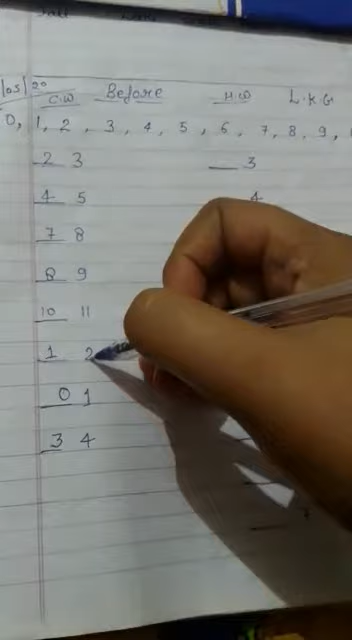 C.W Before H.W L.K.G
0, 1, 2, 3, 4, 5, 6, 7, 8, 9,
2 3 __ 3
4 5 4
7 8
8 9
10 11
1 2
0 1
3 4